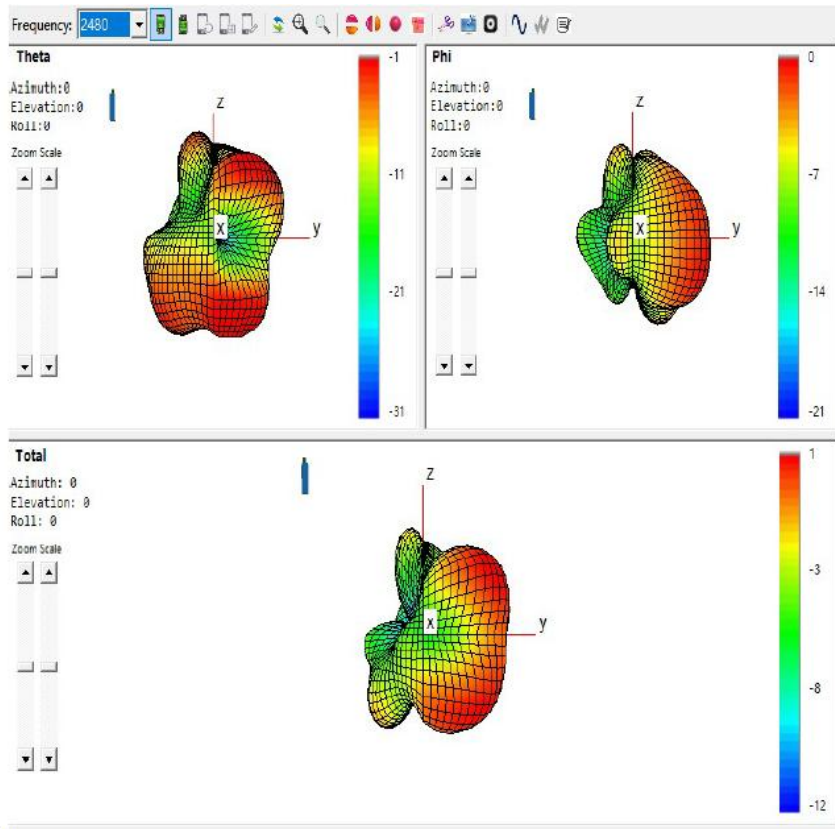 Frequency: 2480
Theta
Azimuth:0
Elevation:0
Roll:0
Zoom Scale
z
x
y
-1
-11
-21
-31
Phi
Azimuth:0
Elevation:0
Roll:0
Zoom Scale
z
x
y
0
-7
-14
-21
Total
Azimuth: 0
Elevation: 0
Roll: 0
Zoom Scale
z
x
y
1
-3
-8
-12